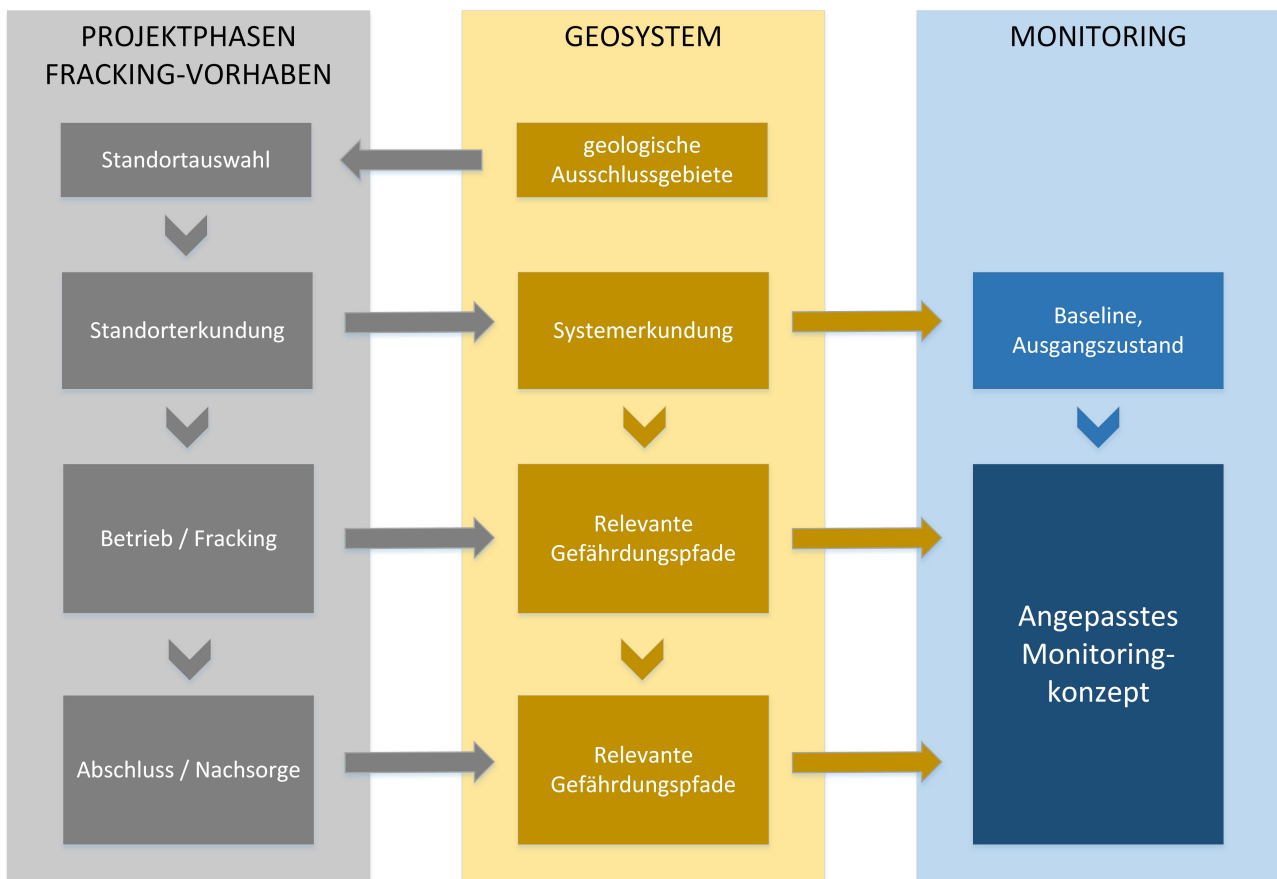 PROJEKTPHASEN
FRACKING-VORHABEN
GEOSYSTEM
MONITORING
Standortauswahl
geologische
Ausschlussgebiete
Standorterkundung
Systemerkundung
Baseline,
Ausgangszustand
Betrieb / Fracking
Relevante
Gefährdungspfade
Angepasstes
Monitoring-
konzept
Abschluss / Nachsorge
Relevante
Gefährdungspfade